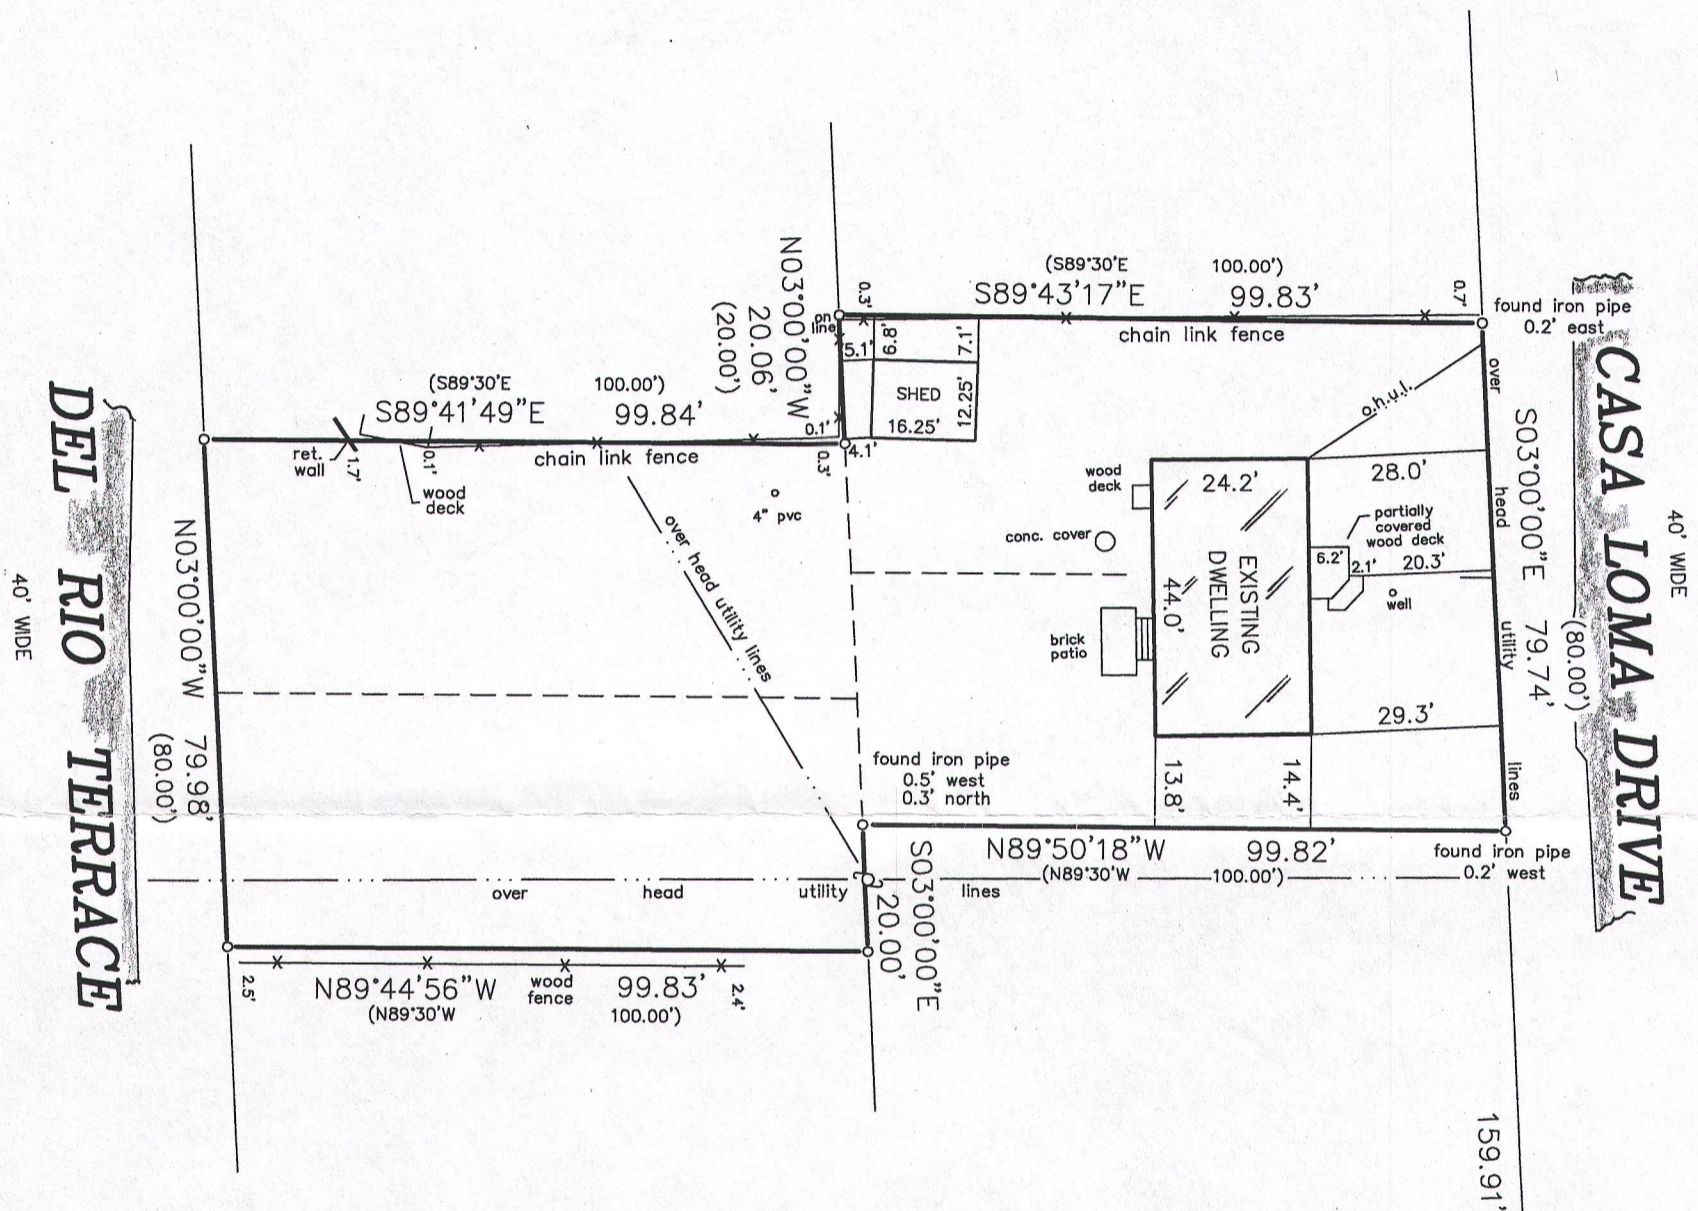 (S89°30'E 100.00')
S89°43'17"E 99.83'
0.3'
0.7'
found iron pipe
0.2' east
chain link fence
CASA LOMA DRIVE
40' WIDE
S03°00'00"E 79.74'
(80.00')
over head utility lines
N03°00'00"W
20.06'
(20.00')
on
line
5.1'
6.8'
7.1'
SHED
12.25'
16.25'
0.1'
4.1'
0.3'
(S89°30'E 100.00')
S89°41'49"E 99.84'
chain link fence
ret.
wall
1.7'
0.1'
wood
deck
4" pvc
over head utility lines
o.h.u.l.
wood
deck
24.2'
28.0'
partially
covered
wood deck
conc. cover
6.2'
2.1'
20.3'
well
EXISTING
DWELLING
44.0'
brick
patio
29.3'
13.8'
14.4'
found iron pipe
0.5' west
0.3' north
N89°50'18"W 99.82'
(N89°30'W 100.00')
found iron pipe
0.2' west
DEL RIO TERRACE
40' WIDE
N03°00'00"W 79.98'
(80.00')
over head utility lines
S03°00'00"E
20.00'
2.5'
N89°44'56"W 99.83'
(N89°30'W 100.00')
wood
fence
2.4'
159.91'